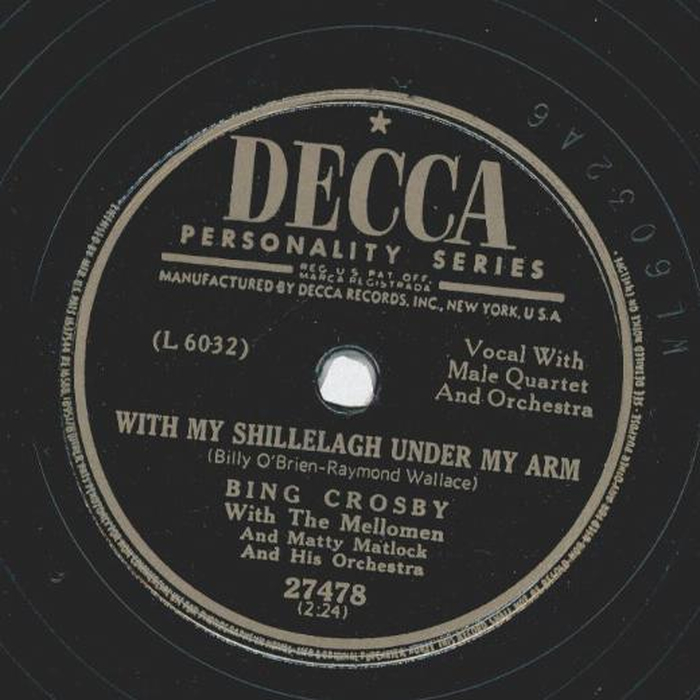 DECCA
PERSONALITY SERIES
REG. U.S. PAT. OFF.
MARCA REGISTRADA
MANUFACTURED BY DECCA RECORDS, INC., NEW YORK, U.S.A
(L 6032)
Vocal With
Male Quartet
And Orchestra
WITH MY SHILLELAGH UNDER MY ARM
(Billy O'Brien-Raymond Wallace)
BING CROSBY
With The Mellomen
And Matty Matlock
And His Orchestra
27478
(2:24)